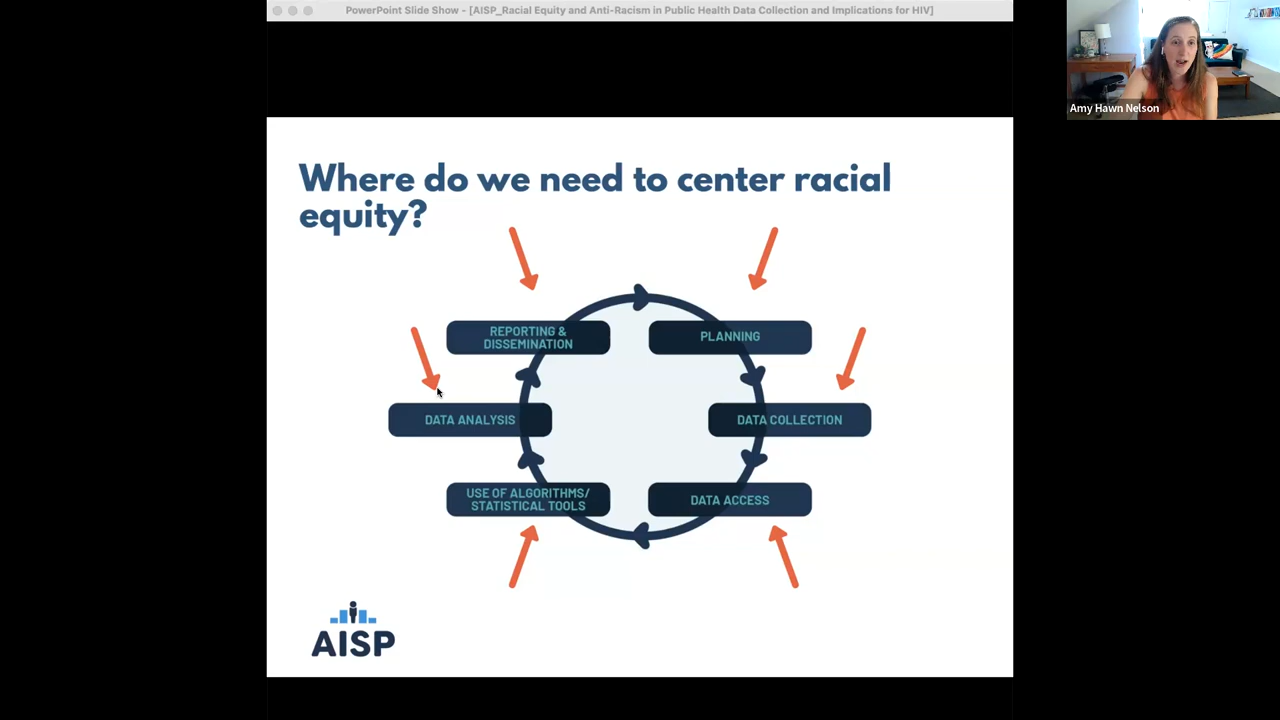 PowerPoint Slide Show - [AISP_Racial Equity and Anti-Racism in Public Health Data Collection and Implications for HIV]
Amy Hawn Nelson
Where do we need to center racial
equity?
REPORTING &
DISSEMINATION
PLANNING
DATA ANALYSIS
DATA COLLECTION
USE OF ALGORITHMS/
STATISTICAL TOOLS
DATA ACCESS
AISP